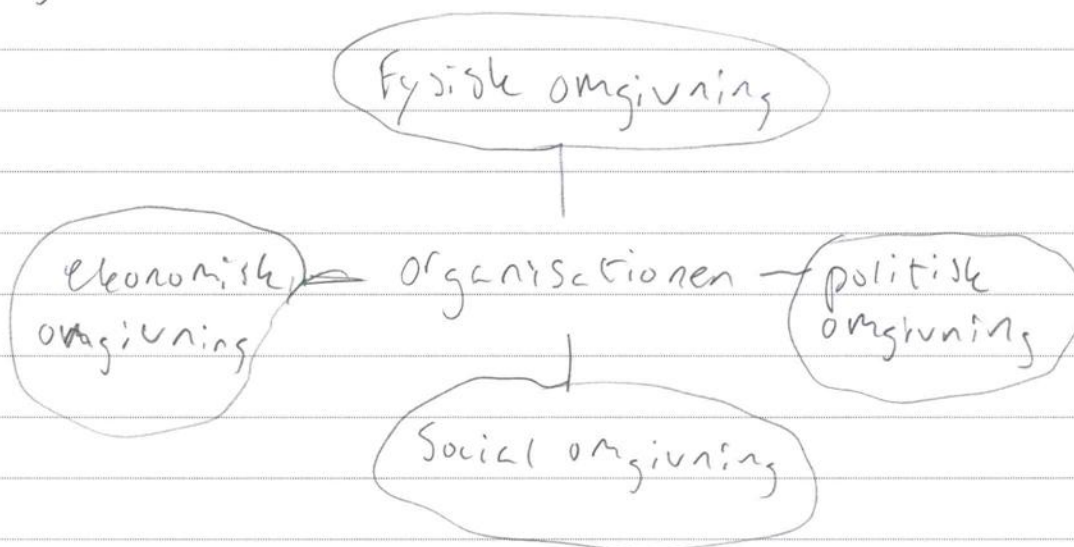 Fysisk omgivning
ekonomisk
omgivning
organisationen
politisk
omgivning
Social omgivning